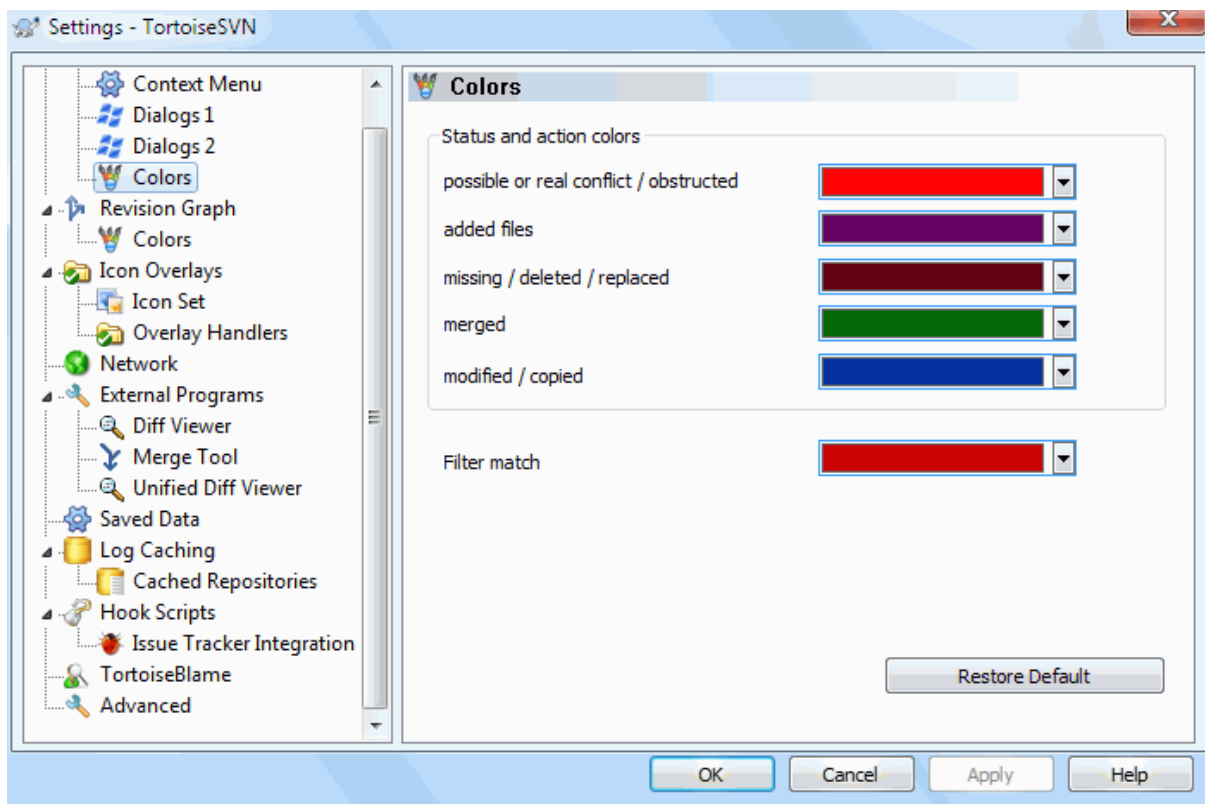 Settings - TortoiseSVN
Context Menu
Dialogs 1
Dialogs 2
Colors
Revision Graph
Colors
Icon Overlays
Icon Set
Overlay Handlers
Network
External Programs
Diff Viewer
Merge Tool
Unified Diff Viewer
Saved Data
Log Caching
Cached Repositories
Hook Scripts
Issue Tracker Integration
TortoiseBlame
Advanced
Colors
Status and action colors
possible or real conflict / obstructed
added files
missing / deleted / replaced
merged
modified / copied
Filter match
Restore Default
OK Cancel Apply Help